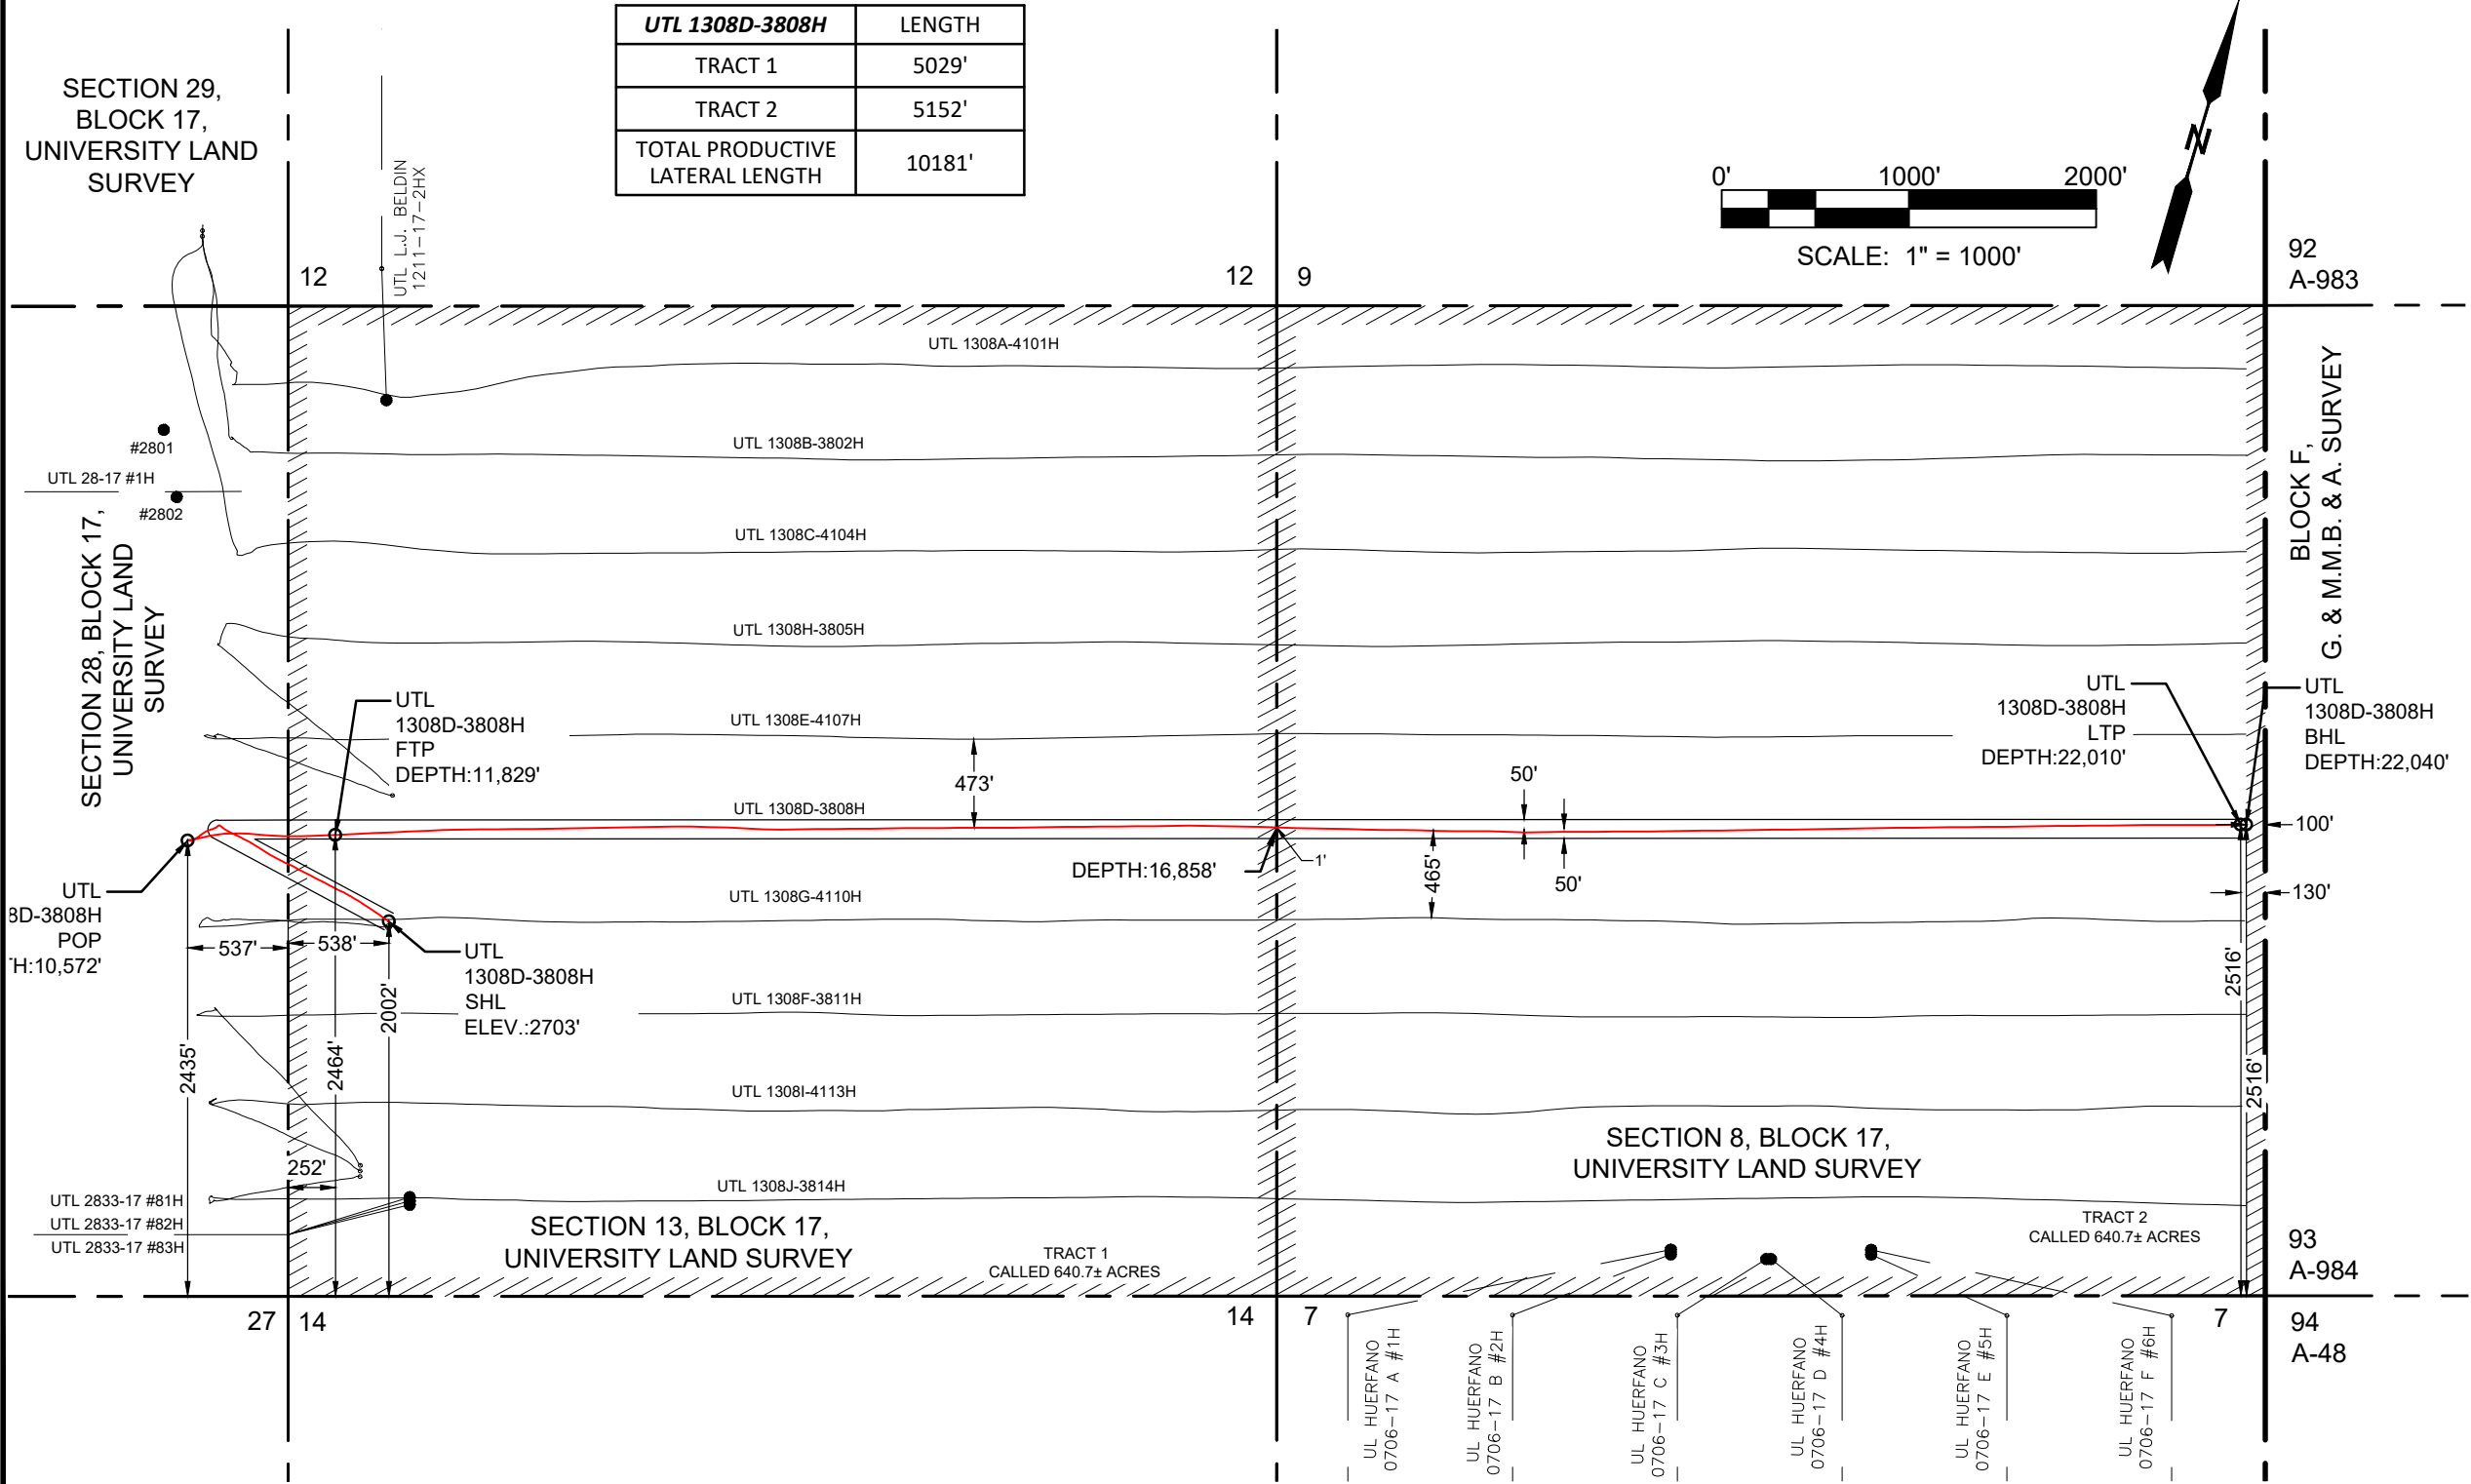 UTL 1308D-3808H LENGTH
TRACT 1 5029'
TRACT 2 5152'
TOTAL PRODUCTIVE
LATERAL LENGTH
10181'
SECTION 29,
BLOCK 17,
UNIVERSITY LAND
SURVEY
UTL L.J. BELDIN
1211-17-2HX
0' 1000' 2000'
SCALE: 1" = 1000'
N
92
A-983
12
12
9
UTL 1308A-4101H
#2801
UTL 28-17 #1H
#2802
UTL 1308B-3802H
SECTION 28, BLOCK 17,
UNIVERSITY LAND
SURVEY
BLOCK F,
G. & M.M.B. & A. SURVEY
UTL 1308C-4104H
UTL 1308H-3805H
UTL
1308D-3808H
FTP
DEPTH:11,829'
UTL 1308E-4107H
473'
UTL
1308D-3808H
LTP
DEPTH:22,010'
UTL
1308D-3808H
BHL
DEPTH:22,040'
50'
UTL 1308D-3808H
100'
DEPTH:16,858'
1'
465'
50'
130'
UTL
8D-3808H
POP
TH:10,572'
UTL 1308G-4110H
537'
538'
UTL
1308D-3808H
SHL
ELEV.:2703'
2516'
UTL 1308F-3811H
2435'
2464'
2002'
2516'
UTL 1308I-4113H
SECTION 8, BLOCK 17,
UNIVERSITY LAND SURVEY
252'
UTL 2833-17 #81H
UTL 2833-17 #82H
UTL 2833-17 #83H
UTL 1308J-3814H
SECTION 13, BLOCK 17,
UNIVERSITY LAND SURVEY
TRACT 1
CALLED 640.7± ACRES
TRACT 2
CALLED 640.7± ACRES
93
A-984
27
14
14
7
7
94
A-48
UL HUERFANO
0706-17 A #1H
UL HUERFANO
0706-17 B #2H
UL HUERFANO
0706-17 C #3H
UL HUERFANO
0706-17 D #4H
UL HUERFANO
0706-17 E #5H
UL HUERFANO
0706-17 F #6H